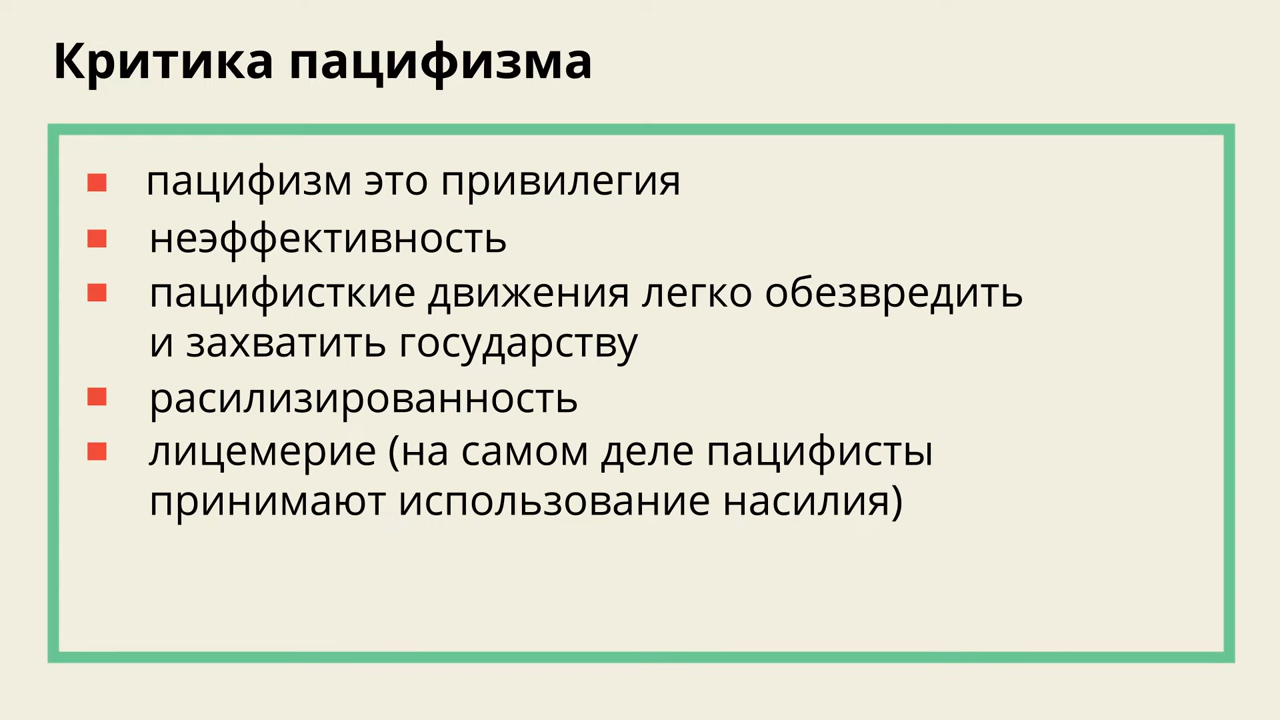 Критика пацифизма
пацифизм это привилегия
неэффективность
пацифисткие движения легко обезвредить
и захватить государству
расилизированность
лицемерие (на самом деле пацифисты
принимают использование насилия)